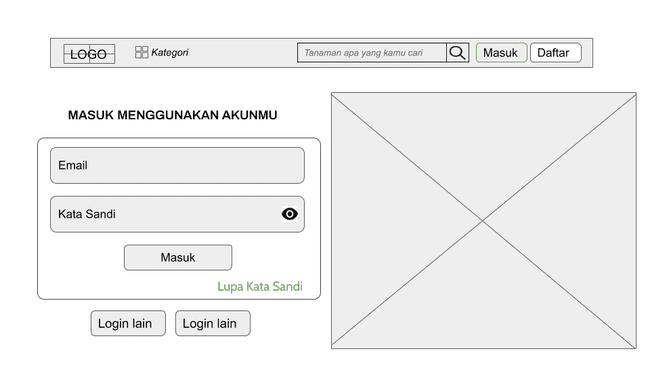 LOGO
Kategori
Tanaman apa yang kamu cari
Masuk
Daftar
MASUK MENGGUNAKAN AKUNMU
Email
Kata Sandi
Masuk
Lupa Kata Sandi
Login lain
Login lain